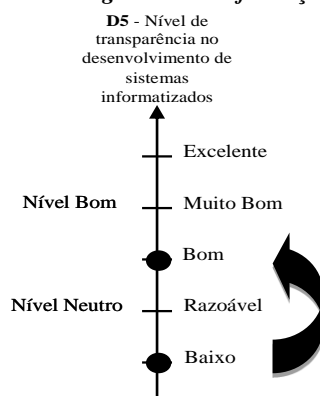 D5 - Nível de
transparência no
desenvolvimento de
sistemas
informatizados
Excelente
Nível Bom Muito Bom
Bom
Nível Neutro Razoável
Baixo